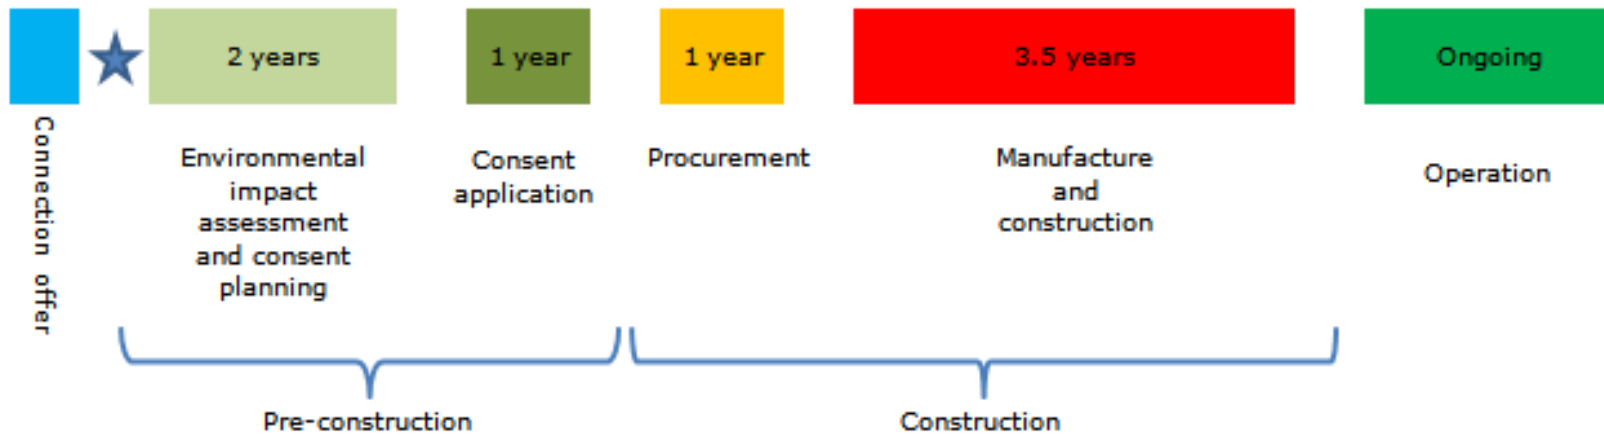 2 years
1 year
1 year
3.5 years
Ongoing
Connection offer
Environmental
impact
assessment
and consent
planning
Consent
application
Procurement
Manufacture
and
construction
Operation
Pre-construction
Construction